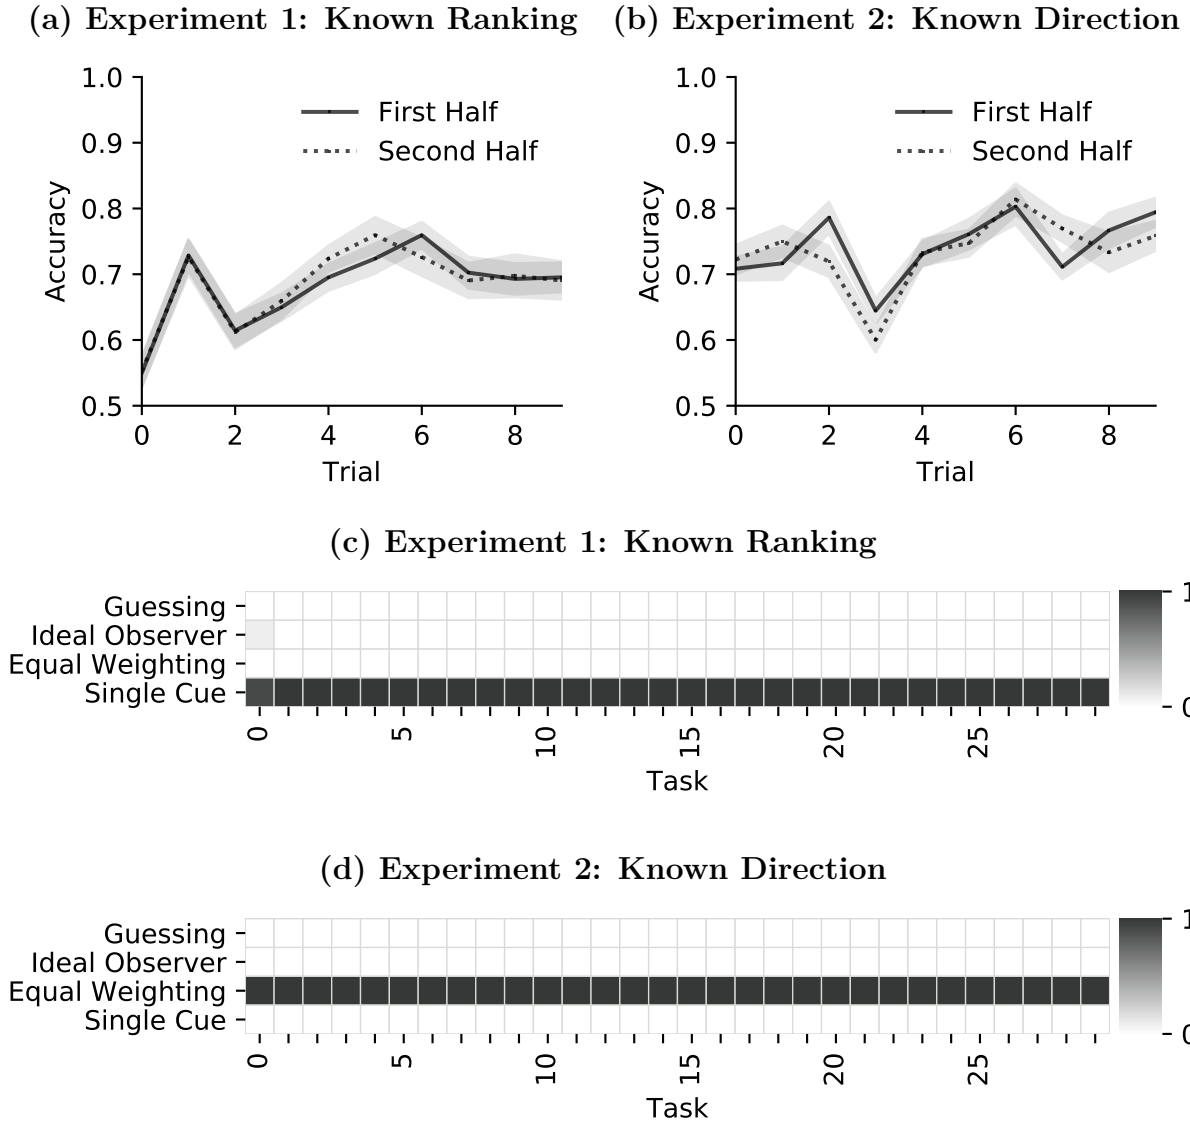 (a) Experiment 1: Known Ranking
(b) Experiment 2: Known Direction
1.0
0.9
0.8
0.7
0.6
0.5
Accuracy
First Half
Second Half
0 2 4 6 8
Trial
1.0
0.9
0.8
0.7
0.6
0.5
Accuracy
First Half
Second Half
0 2 4 6 8
Trial
(c) Experiment 1: Known Ranking
Guessing
Ideal Observer
Equal Weighting
Single Cue
1
0
0 5 10 15 20 25
Task
(d) Experiment 2: Known Direction
Guessing
Ideal Observer
Equal Weighting
Single Cue
1
0
0 5 10 15 20 25
Task